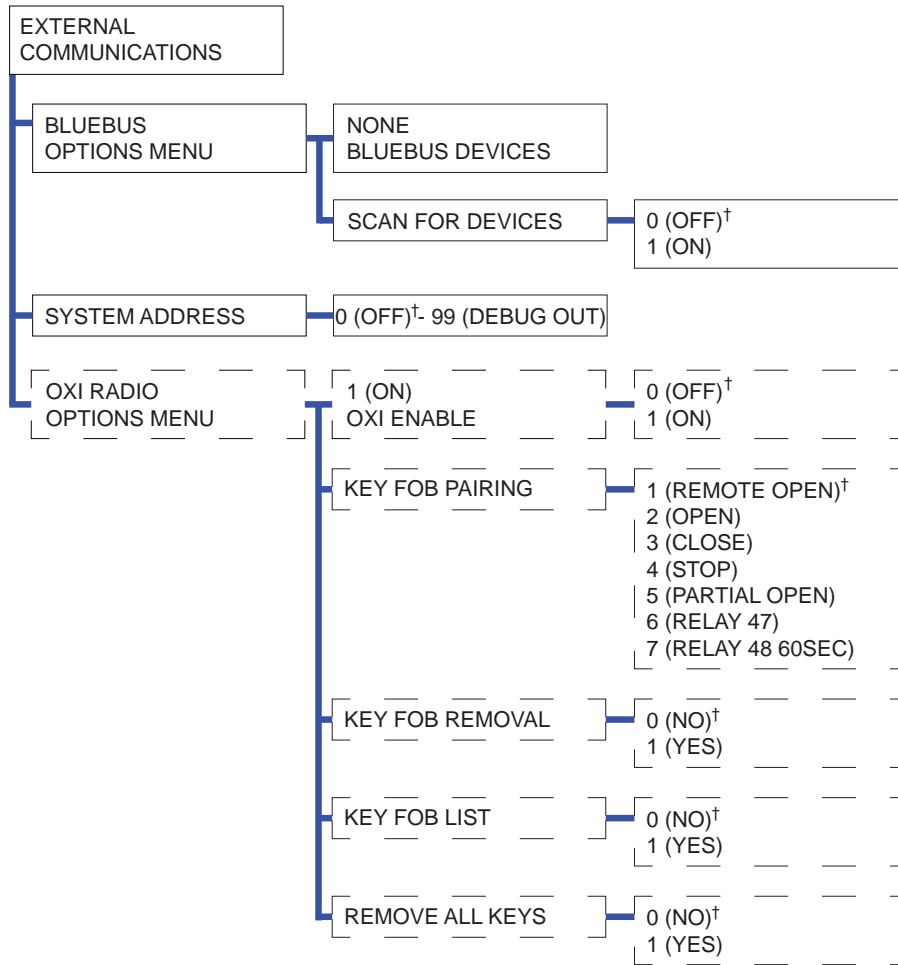 EXTERNAL
COMMUNICATIONS
BLUEBUS
OPTIONS MENU
NONE
BLUEBUS DEVICES
SCAN FOR DEVICES
0 (OFF)†
1 (ON)
SYSTEM ADDRESS
0 (OFF)†- 99 (DEBUG OUT)
OXI RADIO
OPTIONS MENU
1 (ON)
OXI ENABLE
0 (OFF)†
1 (ON)
KEY FOB PAIRING
1 (REMOTE OPEN)†
2 (OPEN)
3 (CLOSE)
4 (STOP)
5 (PARTIAL OPEN)
6 (RELAY 47)
7 (RELAY 48 60SEC)
KEY FOB REMOVAL
0 (NO)†
1 (YES)
KEY FOB LIST
0 (NO)†
1 (YES)
REMOVE ALL KEYS
0 (NO)†
1 (YES)